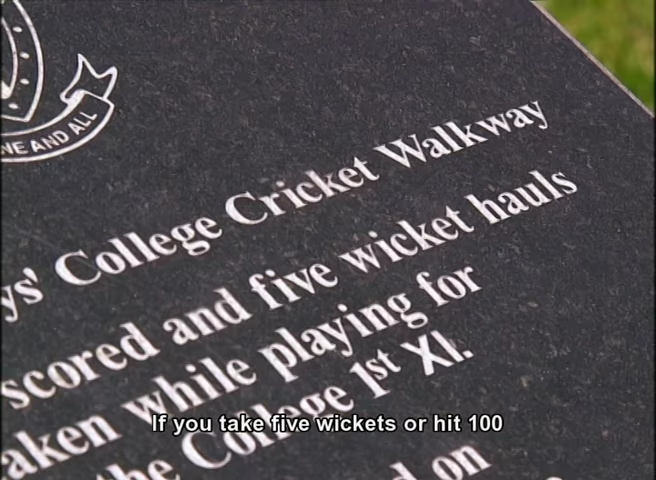 NE AND ALL
ys' College Cricket Walkway
scored and five wicket hauls
aken while playing for
the College 1st XI.
d on
If you take five wickets or hit 100